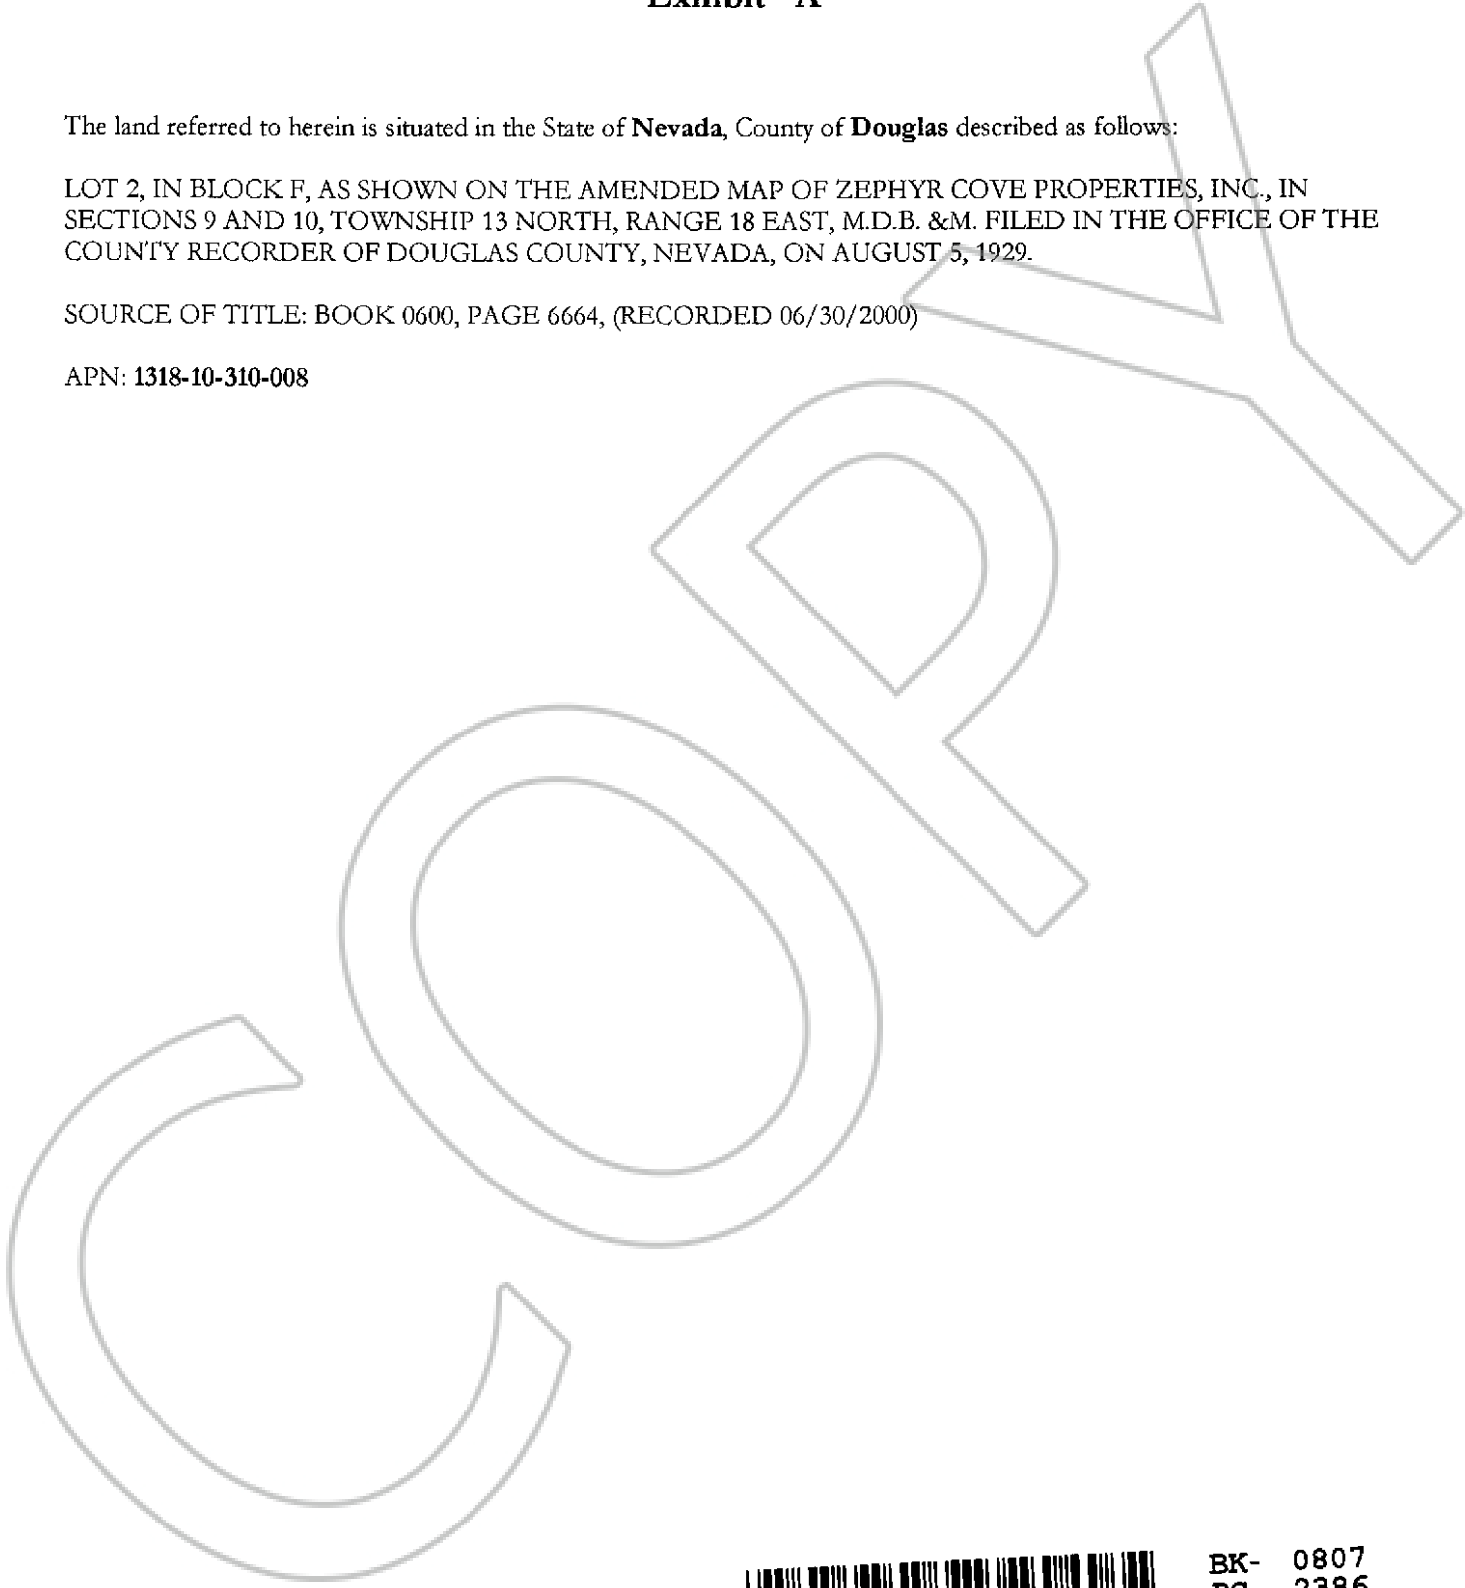 Exhibit "A"
The land referred to herein is situated in the State of Nevada, County of Douglas described as follows:
LOT 2, IN BLOCK F, AS SHOWN ON THE AMENDED MAP OF ZEPHYR COVE PROPERTIES, INC., IN
SECTIONS 9 AND 10, TOWNSHIP 13 NORTH, RANGE 18 EAST, M.D.B. &M. FILED IN THE OFFICE OF THE
COUNTY RECORDER OF DOUGLAS COUNTY, NEVADA, ON AUGUST 5, 1929.
SOURCE OF TITLE: BOOK 0600, PAGE 6664, (RECORDED 06/30/2000)
APN: 1318-10-310-008
COPY
BK- 0807
PG- 2386